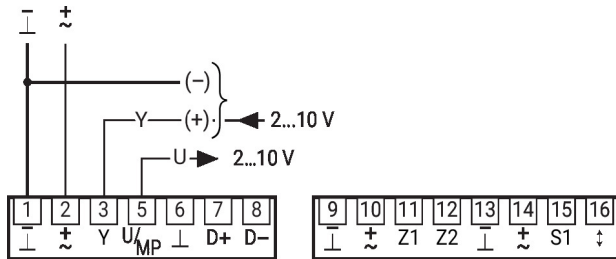 − +
⊥ ~
(−)
Y (+) 2...10 V
U 2...10 V
1 2 3 5 6 7 8 9 10 11 12 13 14 15 16
− + Y U/MP ⊥ D+ D− − + Z1 Z2 − + S1 ↕
⊥ ~ ⊥ ~ ⊥ ~